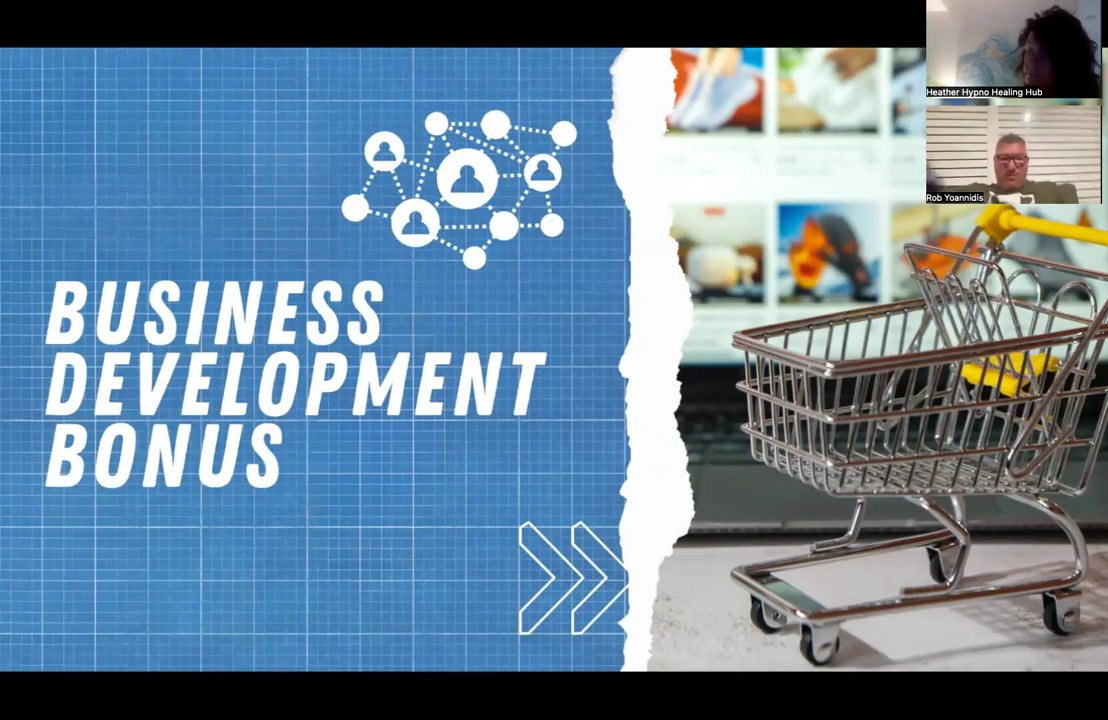 Heather Hypno Healing Hub
Rob Yoannidis
BUSINESS
DEVELOPMENT
BONUS